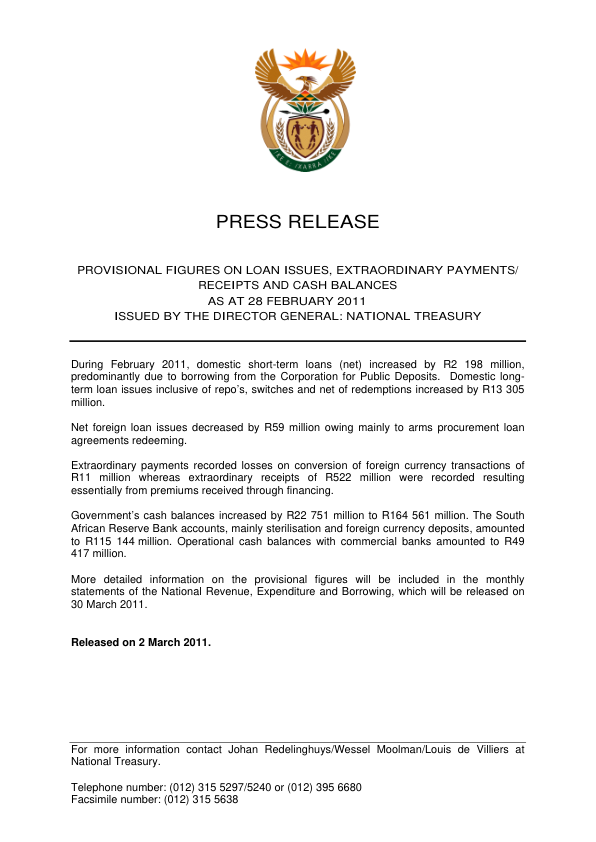 !KE E: /XARRA //KE
PRESS RELEASE
PROVISIONAL FIGURES ON LOAN ISSUES, EXTRAORDINARY PAYMENTS/
RECEIPTS AND CASH BALANCES
AS AT 28 FEBRUARY 2011
ISSUED BY THE DIRECTOR GENERAL: NATIONAL TREASURY
During February 2011, domestic short-term loans (net) increased by R2 198 million,
predominantly due to borrowing from the Corporation for Public Deposits. Domestic long-
term loan issues inclusive of repo's, switches and net of redemptions increased by R13 305
million.
Net foreign loan issues decreased by R59 million owing mainly to arms procurement loan
agreements redeeming.
Extraordinary payments recorded losses on conversion of foreign currency transactions of
R11 million whereas extraordinary receipts of R522 million were recorded resulting
essentially from premiums received through financing.
Government's cash balances increased by R22 751 million to R164 561 million. The South
African Reserve Bank accounts, mainly sterilisation and foreign currency deposits, amounted
to R115 144 million. Operational cash balances with commercial banks amounted to R49
417 million.
More detailed information on the provisional figures will be included in the monthly
statements of the National Revenue, Expenditure and Borrowing, which will be released on
30 March 2011.
Released on 2 March 2011.
For more information contact Johan Redelinghuys/Wessel Moolman/Louis de Villiers at
National Treasury.
Telephone number: (012) 315 5297/5240 or (012) 395 6680
Facsimile number: (012) 315 5638